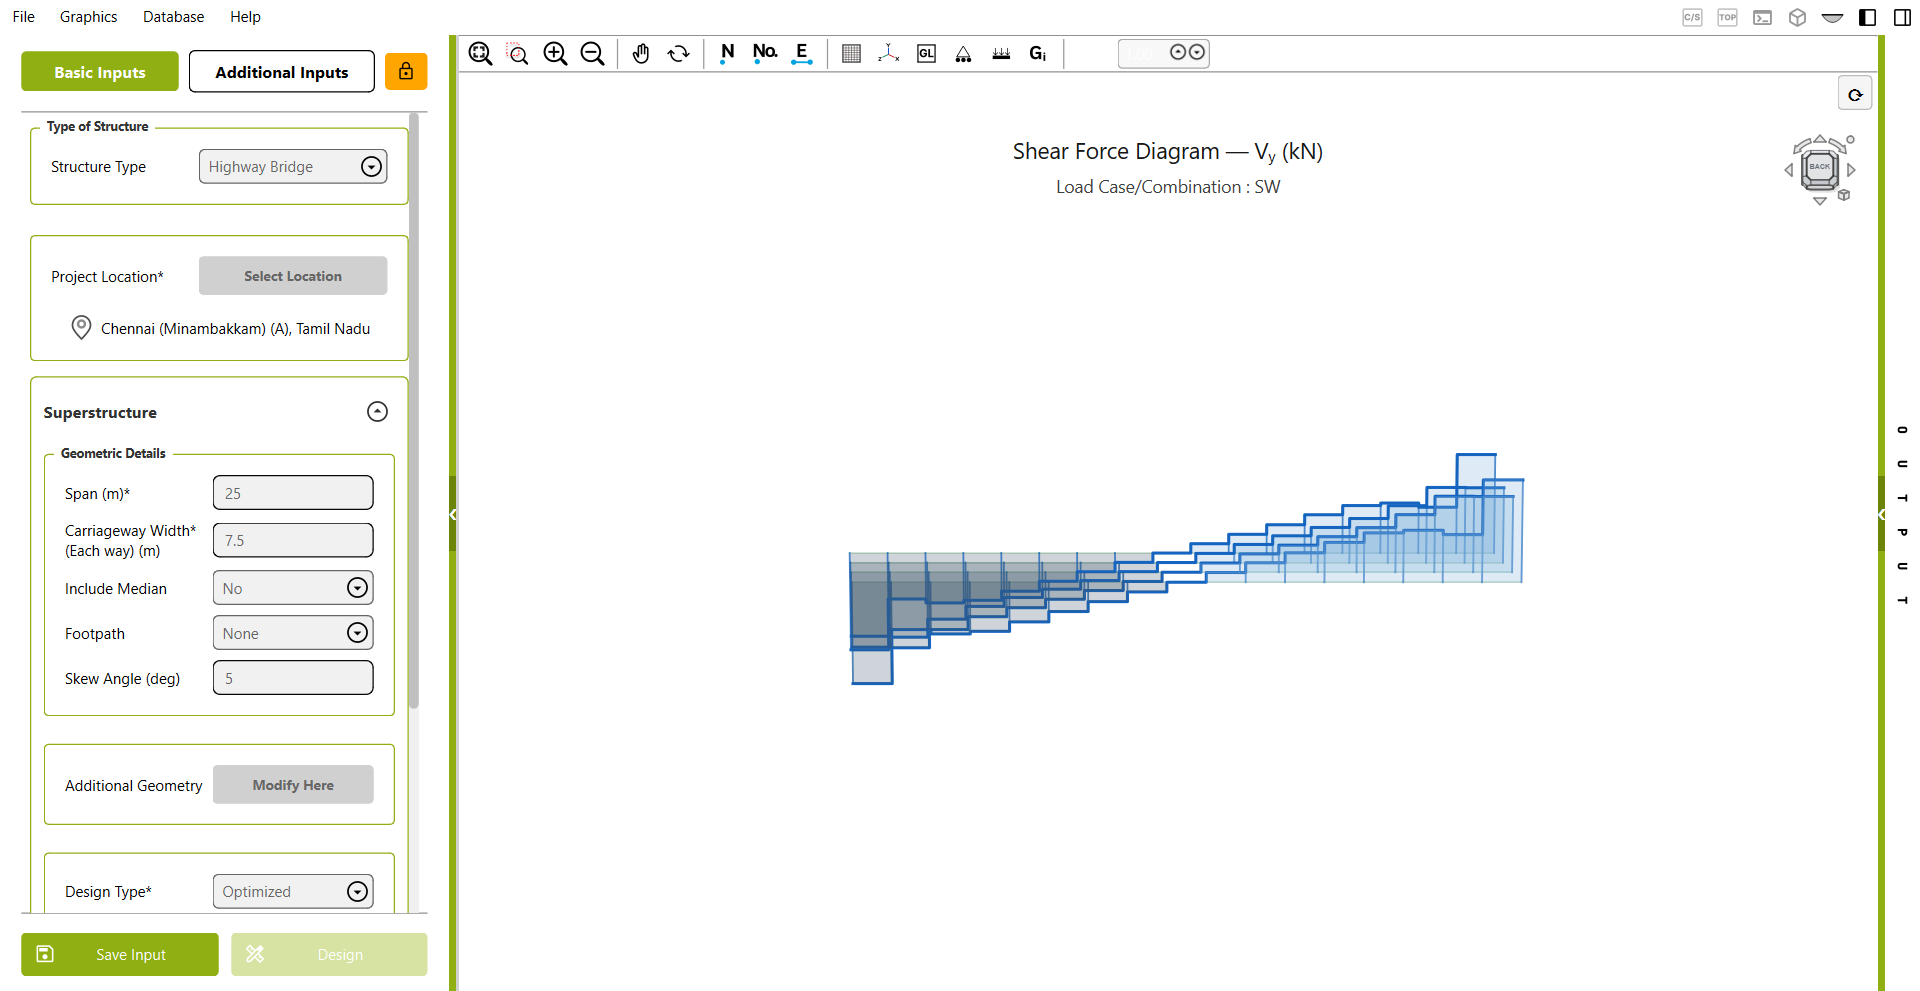 File Graphics Database Help
C/S TOP
Basic Inputs Additional Inputs
N No. E GL Gi
Type of Structure
Structure Type Highway Bridge
Project Location* Select Location
Chennai (Minambakkam) (A), Tamil Nadu
Superstructure
Geometric Details
Span (m)* 25
Carriageway Width* (Each way) (m) 7.5
Include Median No
Footpath None
Skew Angle (deg) 5
Additional Geometry Modify Here
Design Type* Optimized
Save Input Design
Shear Force Diagram — Vy (kN)
Load Case/Combination : SW
Y
Z X
BACK
OUTPUT